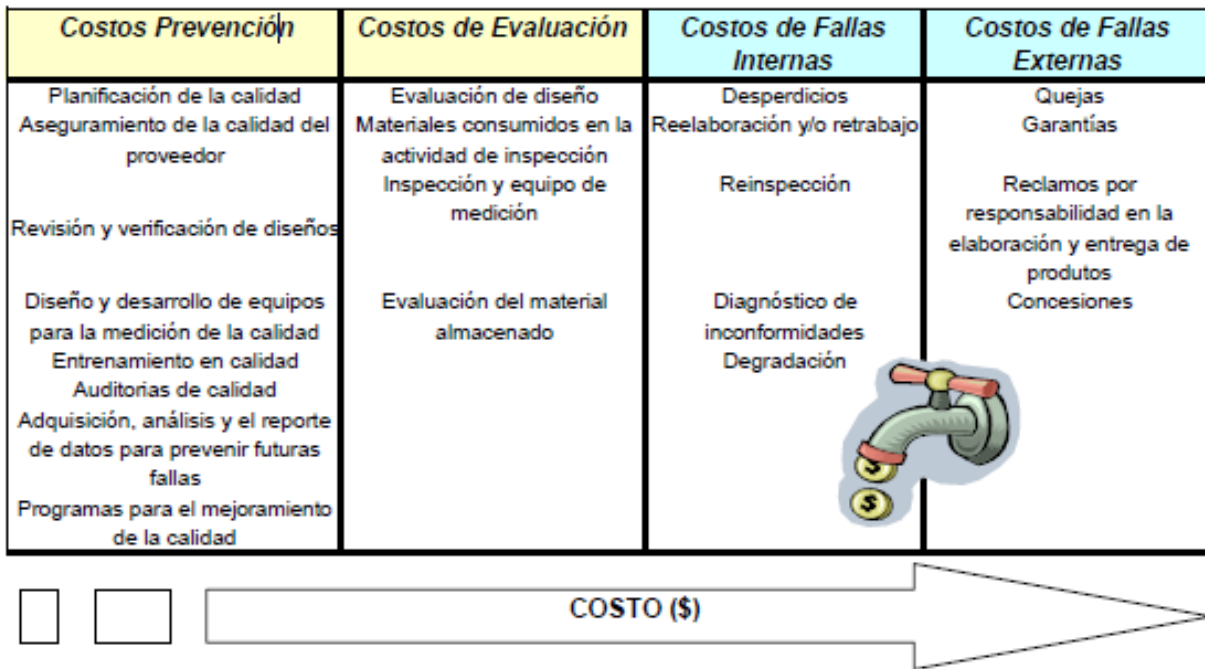 Costos Prevención
Planificación de la calidad
Aseguramiento de la calidad del
proveedor
Revisión y verificación de diseños
Diseño y desarrollo de equipos
para la medición de la calidad
Entrenamiento en calidad
Auditorias de calidad
Adquisición, análisis y el reporte
de datos para prevenir futuras
fallas
Programas para el mejoramiento
de la calidad
Costos de Evaluación
Evaluación de diseño
Materiales consumidos en la
actividad de inspección
Inspección y equipo de
medición
Evaluación del material
almacenado
Costos de Fallas
Internas
Desperdicios
Reelaboración y/o retrabajo
Reinspección
Diagnóstico de
inconformidades
Degradación
Costos de Fallas
Externas
Quejas
Garantías
Reclamos por
responsabilidad en la
elaboración y entrega de
produtos
Concesiones
$
$
COSTO ($)